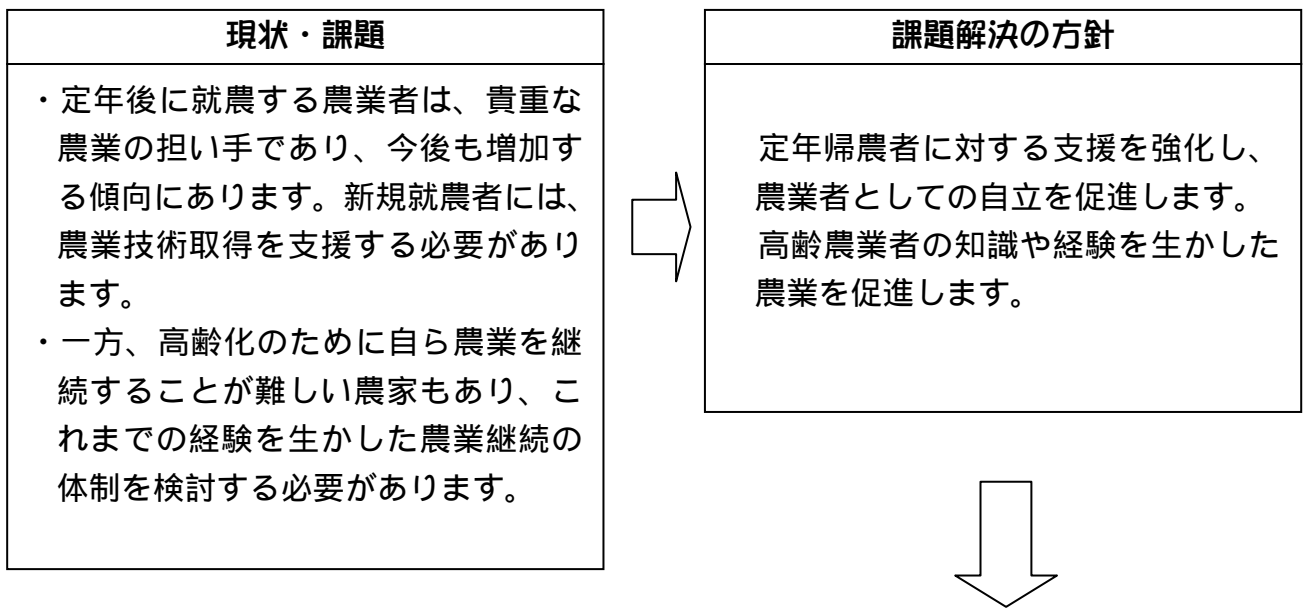 現状・課題
・定年後に就農する農業者は、貴重な
農業の担い手であり、今後も増加す
る傾向にあります。新規就農者には、
農業技術取得を支援する必要があり
ます。
・一方、高齢化のために自ら農業を継
続することが難しい農家もあり、こ
れまでの経験を生かした農業継続の
体制を検討する必要があります。
課題解決の方針
定年帰農者に対する支援を強化し、
農業者としての自立を促進します。
高齢農業者の知識や経験を生かした
農業を促進します。